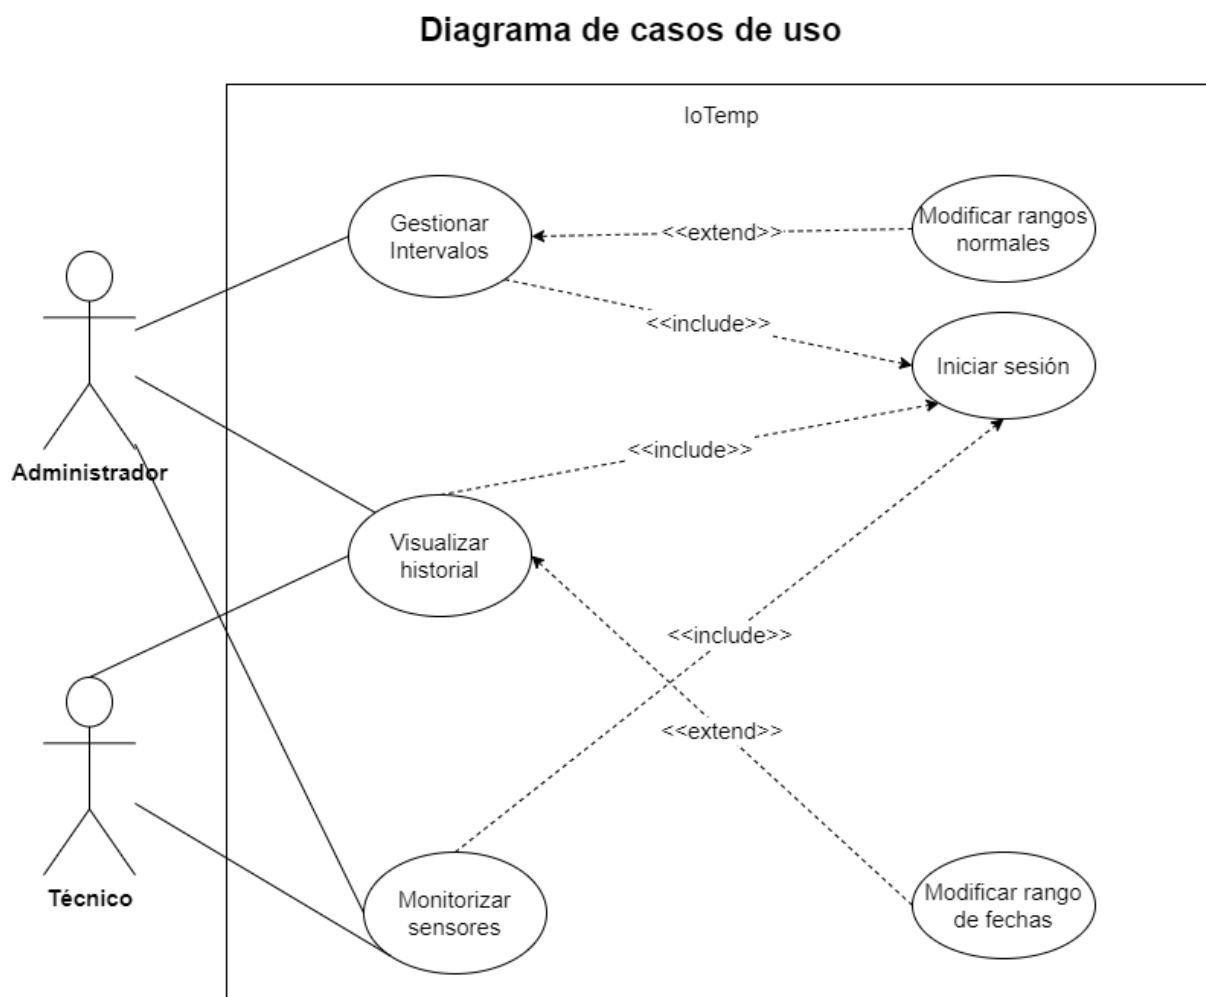 Diagrama de casos de uso
IoTemp
Gestionar
Intervalos
<<extend>>
Modificar rangos
normales
<<include>>
Iniciar sesión
<<include>>
Administrador
Visualizar
historial
<<include>>
<<extend>>
Técnico
Monitorizar
sensores
Modificar rango
de fechas